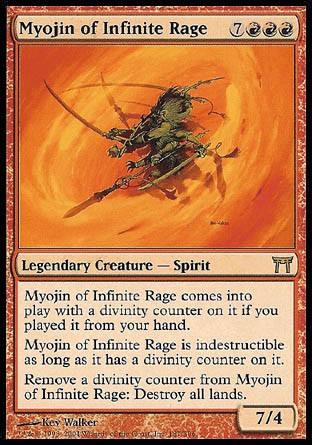 Myojin of Infinite Rage 7
Legendary Creature — Spirit
Myojin of Infinite Rage comes into
play with a divinity counter on it if you
played it from your hand.
Myojin of Infinite Rage is indestructible
as long as it has a divinity counter on it.
Remove a divinity counter from Myojin
of Infinite Rage: Destroy all lands.
Kev Walker
7/4